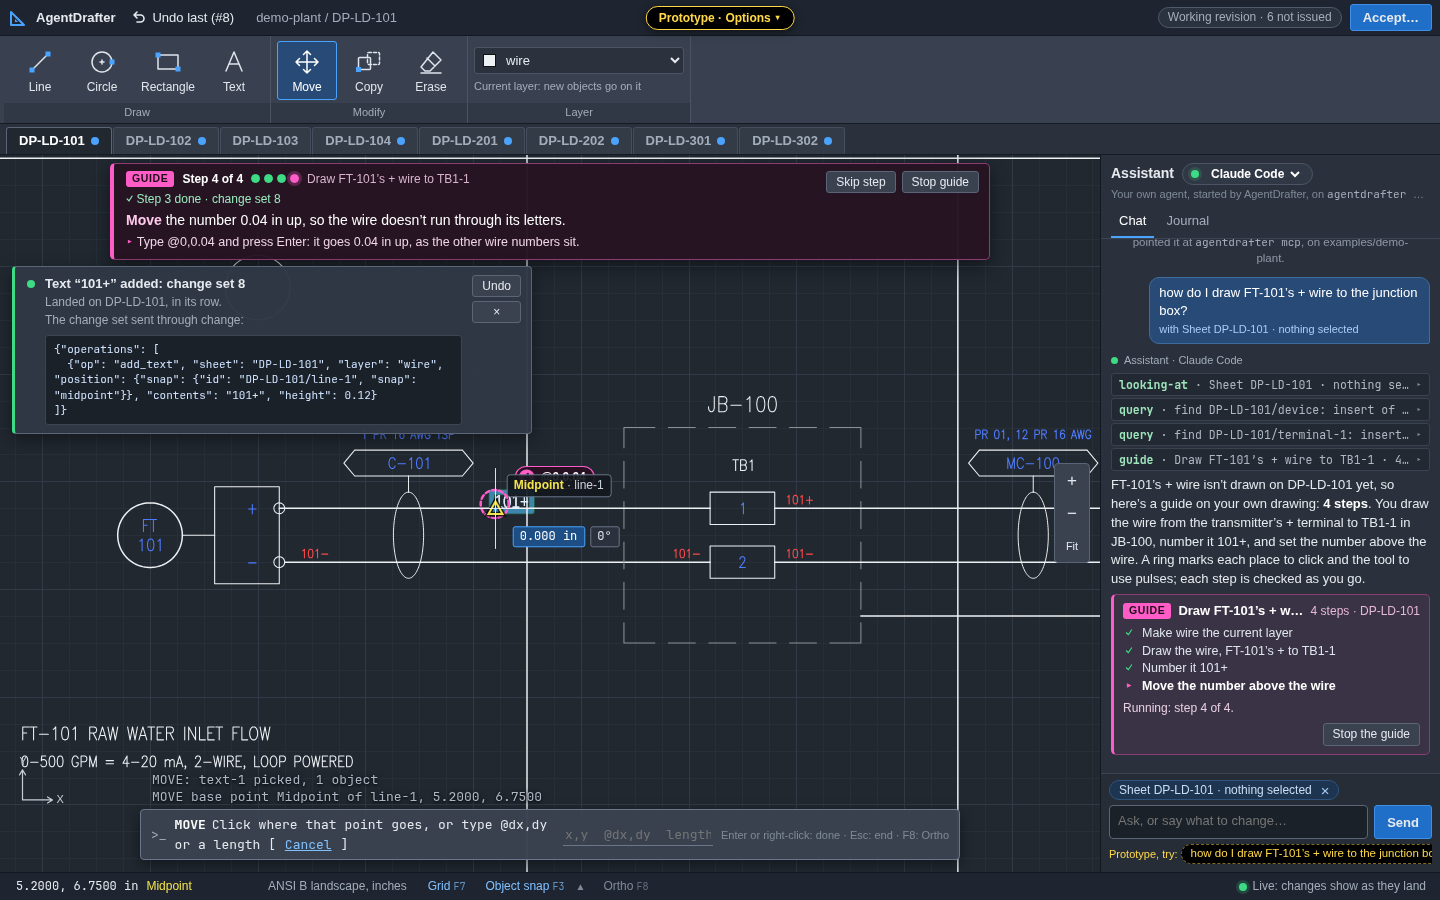 AgentDrafter
Undo last (#8)
demo-plant / DP-LD-101
Prototype · Options ▾
Working revision · 6 not issued
Accept…
Line
Circle
Rectangle
Text
Draw
Move
Copy
Erase
Modify
wire
Current layer: new objects go on it
Layer
DP-LD-101
DP-LD-102
DP-LD-103
DP-LD-104
DP-LD-201
DP-LD-202
DP-LD-301
DP-LD-302
GUIDE Step 4 of 4 Draw FT-101's + wire to TB1-1
✓ Step 3 done · change set 8
Move the number 0.04 in up, so the wire doesn't run through its letters.
▸ Type @0,0.04 and press Enter: it goes 0.04 in up, as the other wire numbers sit.
Skip step
Stop guide
Text “101+” added: change set 8
Landed on DP-LD-101, in its row.
The change set sent through change:
{"operations": [
{"op": "add_text", "sheet": "DP-LD-101", "layer": "wire",
"position": {"snap": {"id": "DP-LD-101/line-1", "snap":
"midpoint"}}, "contents": "101+", "height": 0.12}
]}
Undo
×
1 PR 16 AWG TSP
C-101
FT
101
+
−
101−
101+
Midpoint · line-1
0.000 in
0°
JB-100
TB1
1
2
101+
101−
101−
PR 01, 12 PR 16 AWG
MC-100
+
−
Fit
FT-101 RAW WATER INLET FLOW
0-500 GPM = 4-20 mA, 2-WIRE, LOOP POWERED
Y
X
MOVE: text-1 picked, 1 object
MOVE base point Midpoint of line-1, 5.2000, 6.7500
>_ MOVE Click where that point goes, or type @dx,dy
or a length [ Cancel ]
x,y @dx,dy length
Enter or right-click: done · Esc: end · F8: Ortho
Assistant
Claude Code
Your own agent, started by AgentDrafter, on agentdrafter …
Chat
Journal
pointed it at agentdrafter mcp, on examples/demo-
plant.
how do I draw FT-101's + wire to the junction
box?
with Sheet DP-LD-101 · nothing selected
Assistant · Claude Code
looking-at · Sheet DP-LD-101 · nothing se… ▸
query · find DP-LD-101/device: insert of … ▸
query · find DP-LD-101/terminal-1: insert… ▸
guide · Draw FT-101's + wire to TB1-1 · 4… ▸
FT-101's + wire isn't drawn on DP-LD-101 yet, so
here's a guide on your own drawing: 4 steps. You draw
the wire from the transmitter's + terminal to TB1-1 in
JB-100, number it 101+, and set the number above the
wire. A ring marks each place to click and the tool to
use pulses; each step is checked as you go.
GUIDE Draw FT-101's + w… 4 steps · DP-LD-101
✓ Make wire the current layer
✓ Draw the wire, FT-101's + to TB1-1
✓ Number it 101+
▸ Move the number above the wire
Running: step 4 of 4.
Stop the guide
Sheet DP-LD-101 · nothing selected ×
Ask, or say what to change…
Send
Prototype, try:
how do I draw FT-101's + wire to the junction bo
5.2000, 6.7500 in Midpoint
ANSI B landscape, inches
Grid F7
Object snap F3 ▴
Ortho F8
Live: changes show as they land